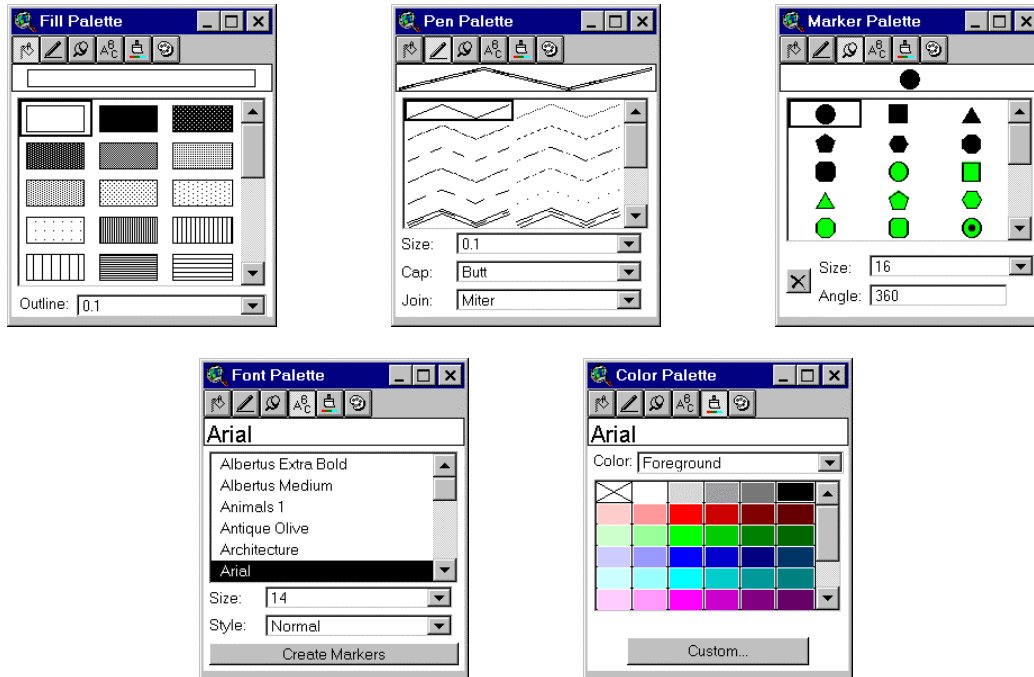 Fill Palette
A B C
Outline: 0.1
Pen Palette
A B C
Size: 0.1
Cap: Butt
Join: Miter
Marker Palette
A B C
Size: 16
Angle: 360
Font Palette
A B C
Arial
Albertus Extra Bold
Albertus Medium
Animals 1
Antique Olive
Architecture
Arial
Size: 14
Style: Normal
Create Markers
Color Palette
A B C
Arial
Color: Foreground
Custom...